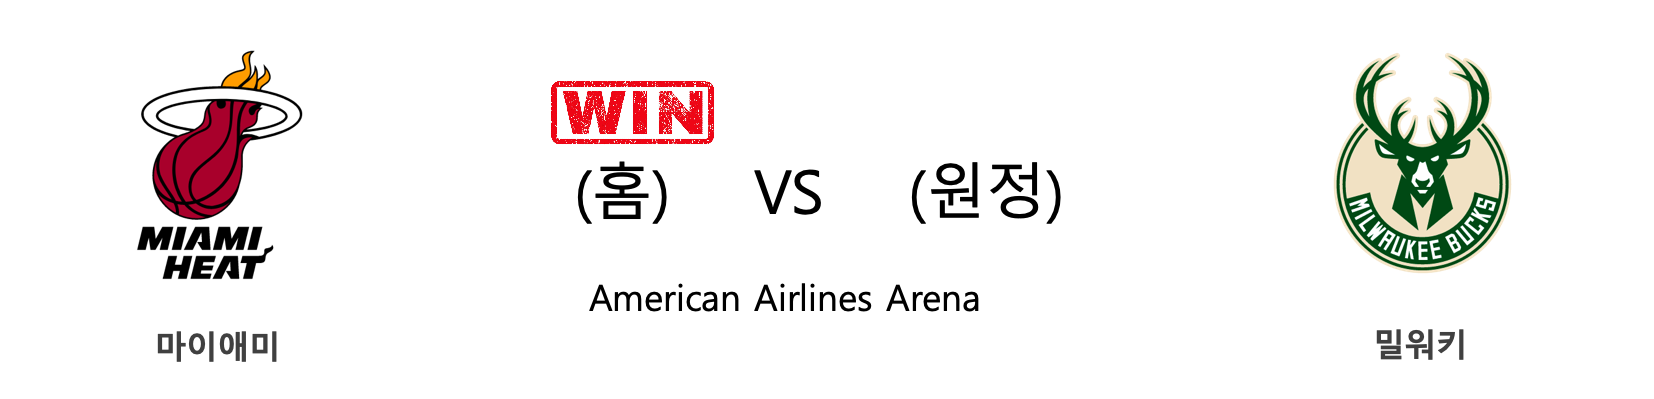 WIN
(홈) VS (원정)
MIAMI
HEAT
MILWAUKEE BUCKS
American Airlines Arena
마이애미
밀워키